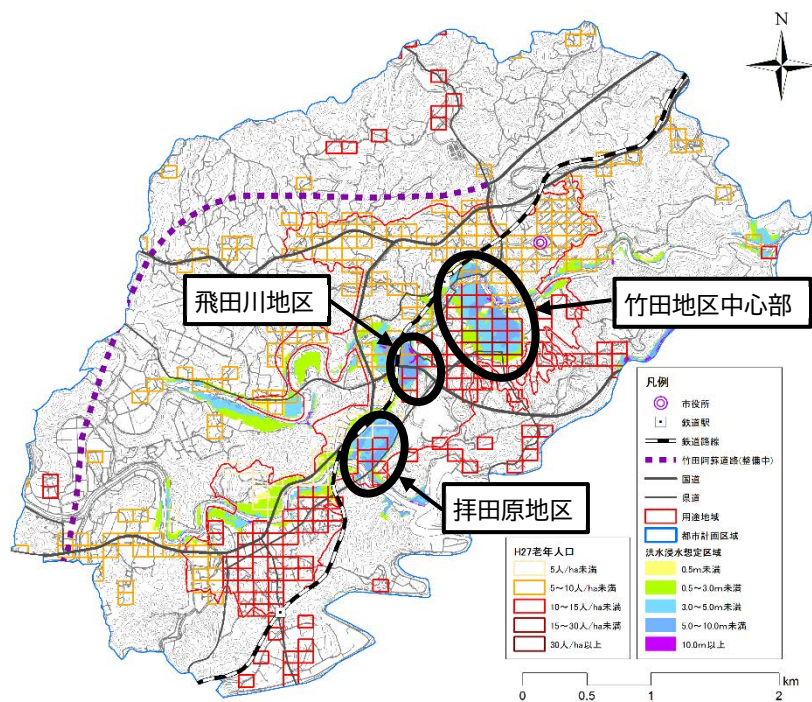 N
飛田川地区
竹田地区中心部
拝田原地区
凡例
市役所
鉄道駅
鉄道路線
竹田阿蘇道路(整備中)
国道
県道
用途地域
都市計画区域
H27老年人口
5人/ha未満
5～10人/ha未満
10～15人/ha未満
15～30人/ha未満
30人/ha以上
洪水浸水想定区域
0.5m未満
0.5～3.0m未満
3.0～5.0m未満
5.0～10.0m未満
10.0m以上
km
0 0.5 1 2